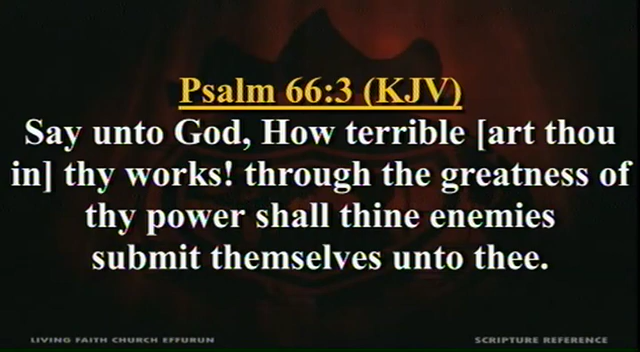 Psalm 66:3 (KJV)
Say unto God, How terrible [art thou
in] thy works! through the greatness of
thy power shall thine enemies
submit themselves unto thee.
LIVING FAITH CHURCH EFFURUN
SCRIPTURE REFERENCE